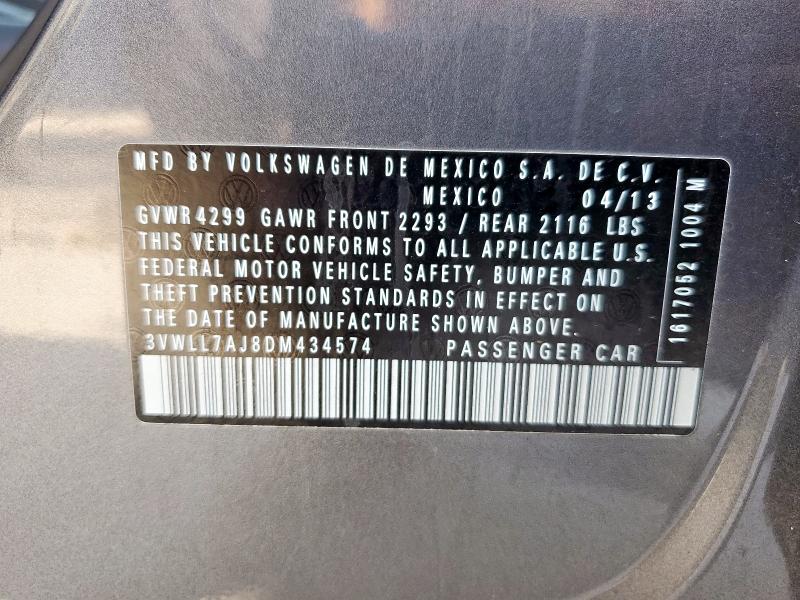 MFD BY VOLKSWAGEN DE MEXICO S.A. DE C.V.
MEXICO 04/13
GVWR4299 GAWR FRONT 2293 / REAR 2116 LBS
THIS VEHICLE CONFORMS TO ALL APPLICABLE U.S.
FEDERAL MOTOR VEHICLE SAFETY, BUMPER AND
THEFT PREVENTION STANDARDS IN EFFECT ON
THE DATE OF MANUFACTURE SHOWN ABOVE.
3VWLL7AJ8DM434574 PASSENGER CAR
1617052 1004 M